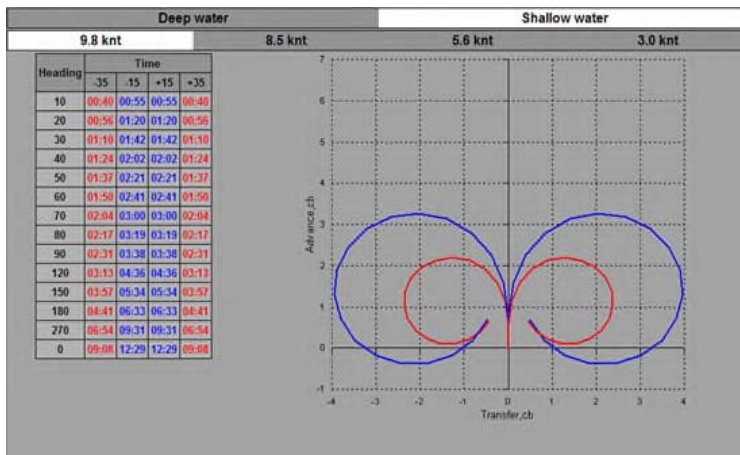 Deep water Shallow water
9.8 knt 8.5 knt 5.6 knt 3.0 knt
Heading Time
-35 -15 +15 +35
10 00:40 00:55 00:55 00:40
20 00:56 01:20 01:20 00:56
30 01:10 01:42 01:42 01:10
40 01:24 02:02 02:02 01:24
50 01:37 02:21 02:21 01:37
60 01:50 02:41 02:41 01:50
70 02:04 03:00 03:00 02:04
80 02:17 03:19 03:19 02:17
90 02:31 03:38 03:38 02:31
120 03:13 04:36 04:36 03:13
150 03:57 05:34 05:34 03:57
180 04:41 06:33 06:33 04:41
270 06:54 09:31 09:31 06:54
0 09:08 12:29 12:29 09:08
Advance,cb
7
6
5
4
3
2
1
0
-1
-4 -3 -2 -1 0 1 2 3 4
Transfer,cb